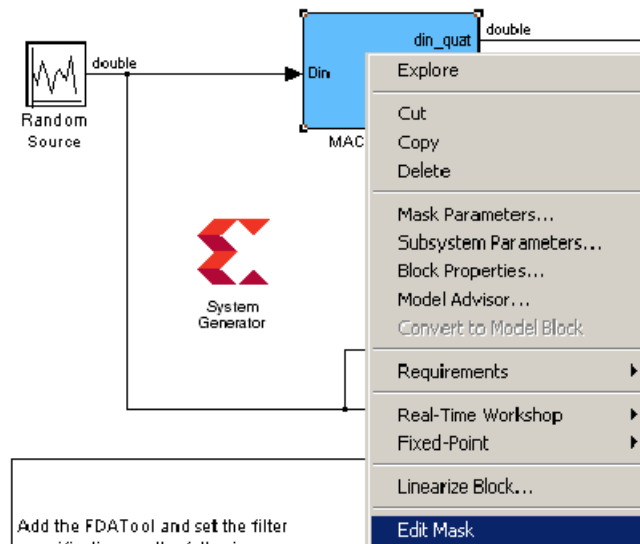 double
din_quat
double
Din
Random
Source
MAC
System
Generator
Explore
Cut
Copy
Delete
Mask Parameters...
Subsystem Parameters...
Block Properties...
Model Advisor...
Convert to Model Block
Requirements
Real-Time Workshop
Fixed-Point
Linearize Block...
Edit Mask
Add the FDATool and set the filter